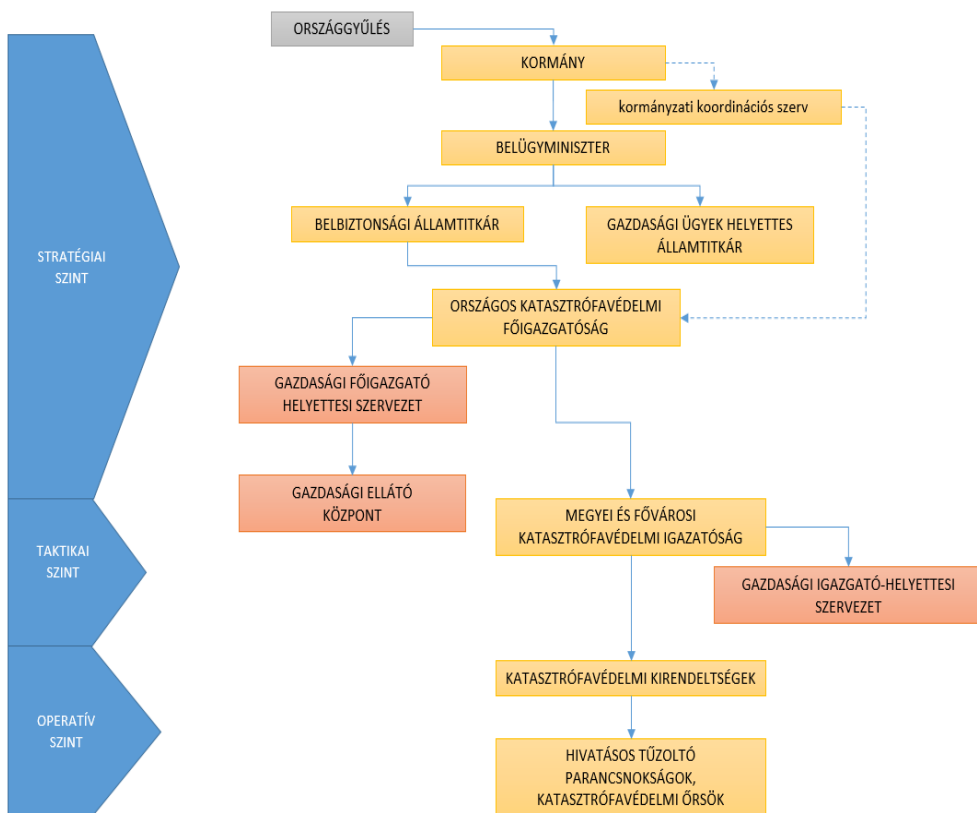 ORSZÁGGYŰLÉS
KORMÁNY
kormányzati koordinációs szerv
BELÜGYMINISZTER
BELBIZTONSÁGI ÁLLAMTITKÁR
GAZDASÁGI ÜGYEK HELYETTES
ÁLLAMTITKÁR
STRATÉGIAI
SZINT
ORSZÁGOS KATASZTRÓFAVÉDELMI
FŐIGAZGATÓSÁG
GAZDASÁGI FŐIGAZGATÓ
HELYETTESI SZERVEZET
GAZDASÁGI ELLÁTÓ
KÖZPONT
MEGYEI ÉS FŐVÁROSI
KATASZTRÓFAVÉDELMI IGAZATÓSÁG
TAKTIKAI
SZINT
GAZDASÁGI IGAZGATÓ-HELYETTESI
SZERVEZET
KATASZTRÓFAVÉDELMI KIRENDELTSÉGEK
OPERATÍV
SZINT
HIVATÁSOS TŰZOLTÓ
PARANCSNOKSÁGOK,
KATASZTRÓFAVÉDELMI ŐRSÖK